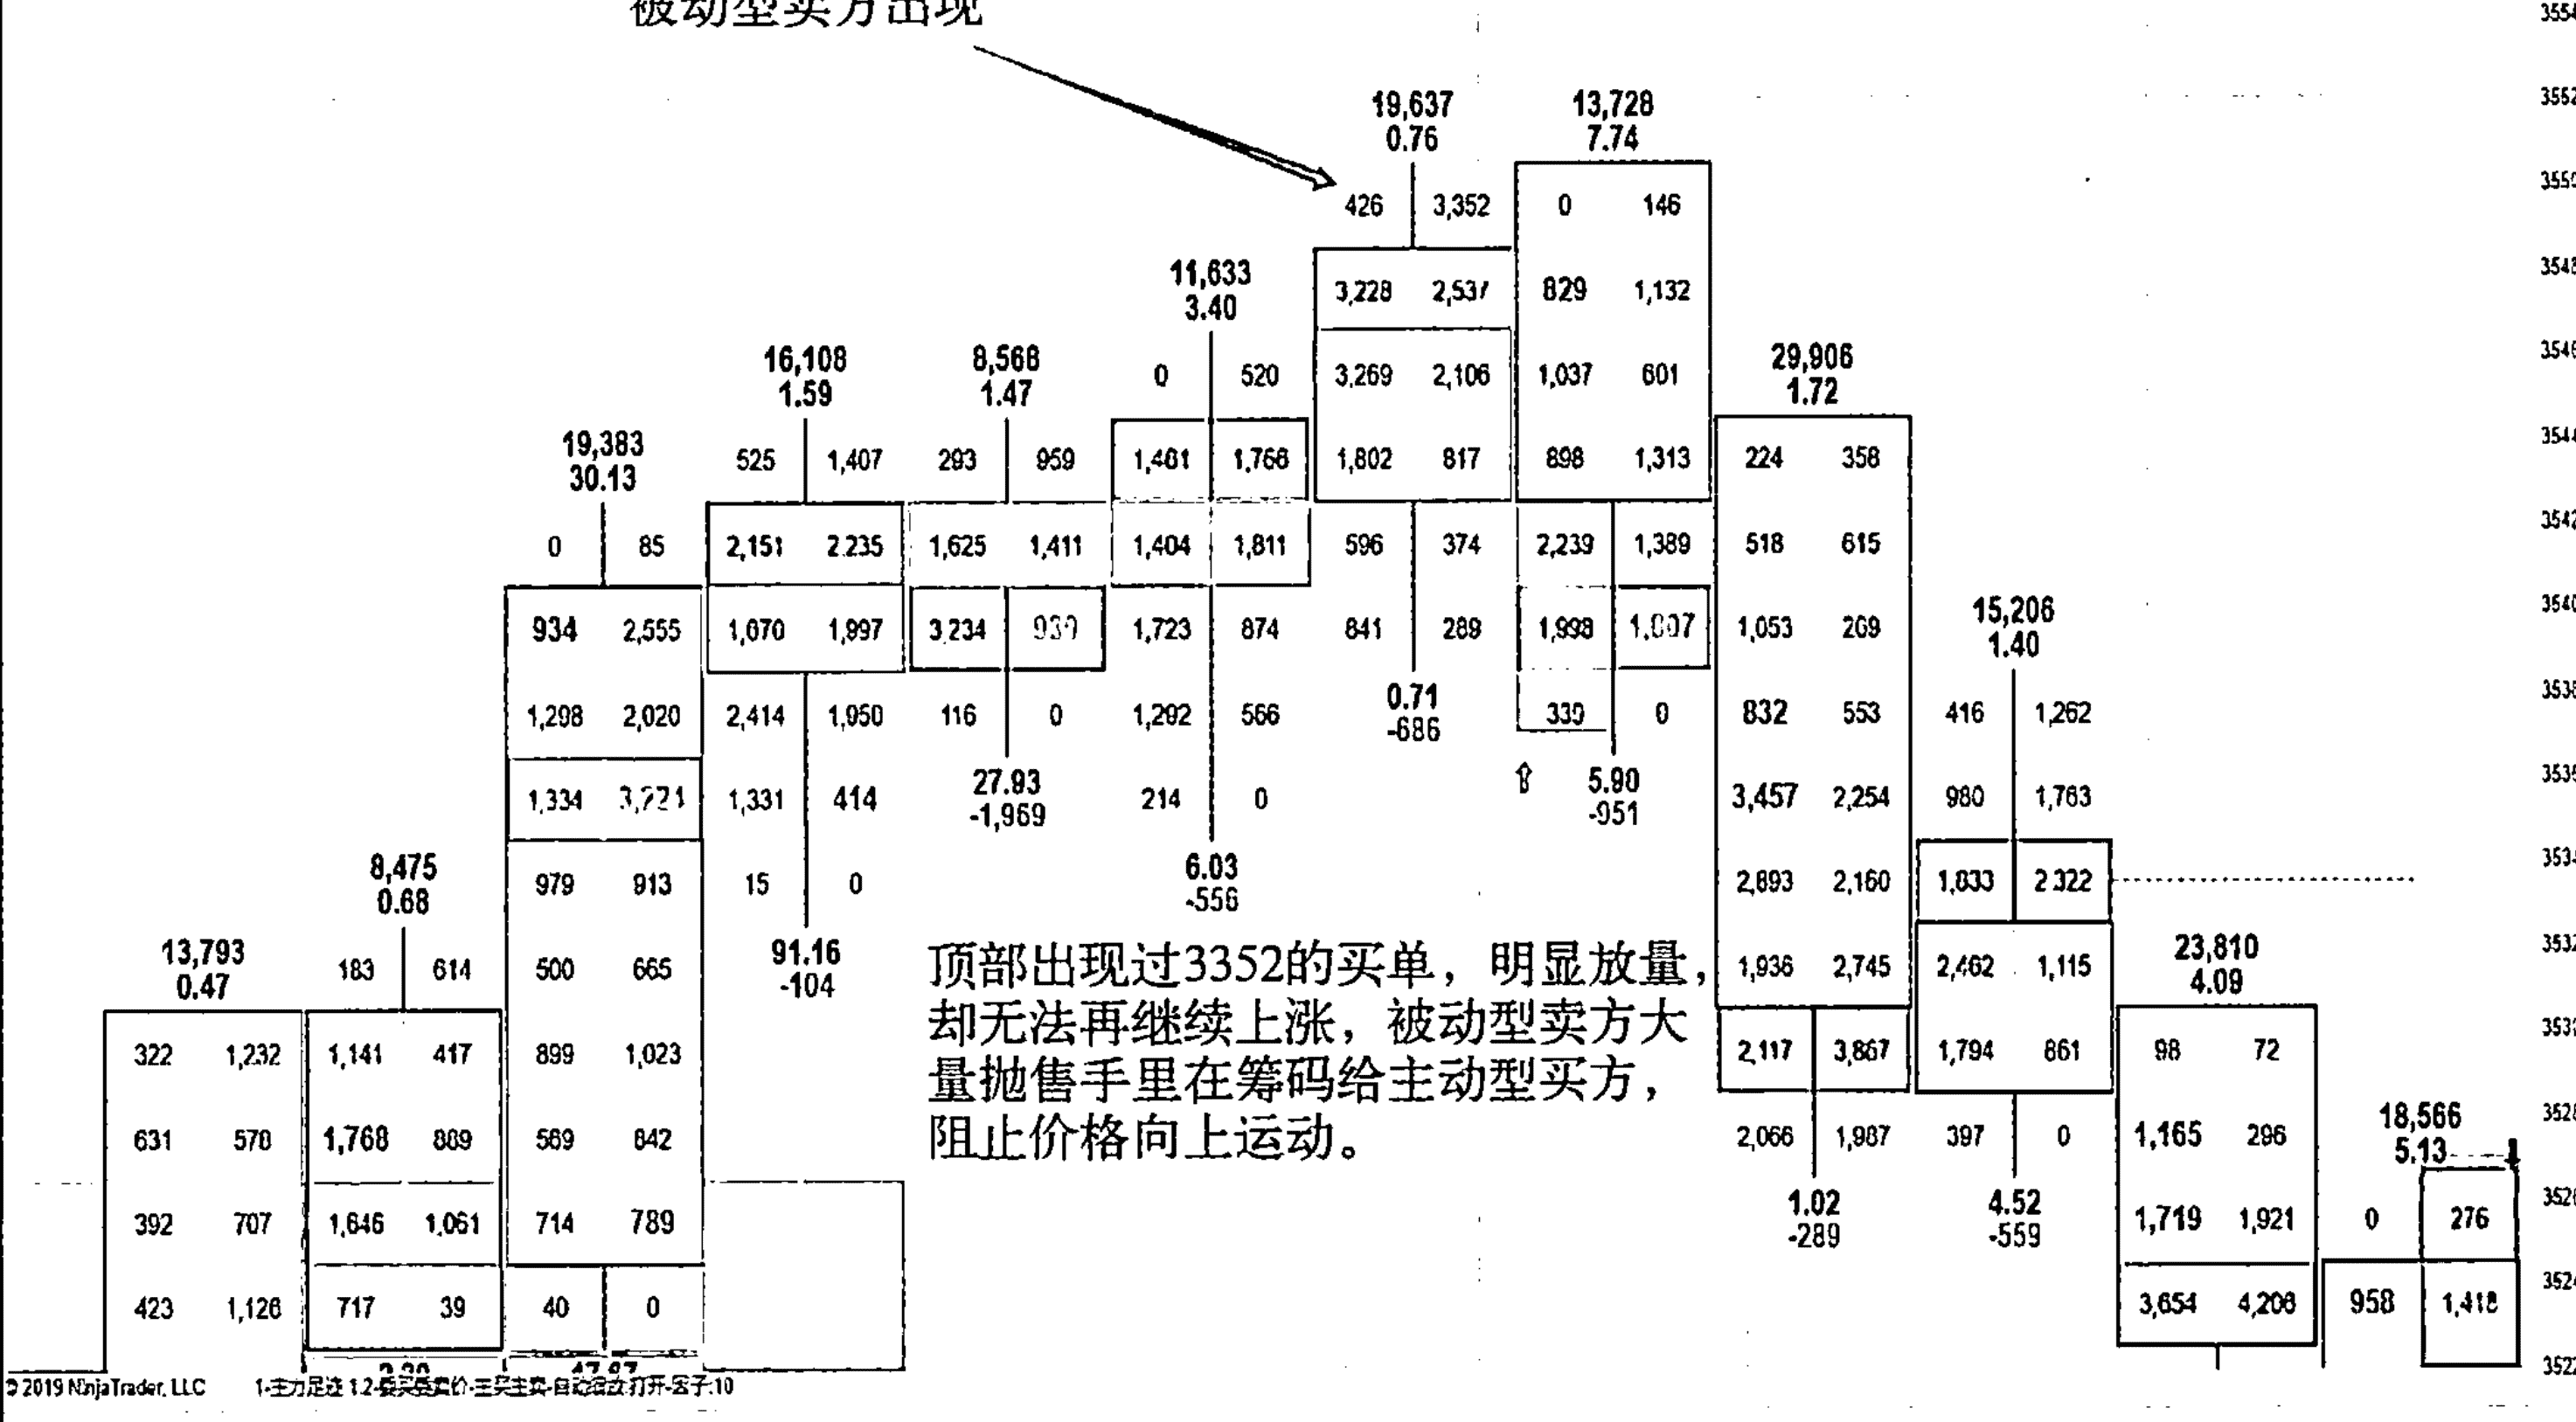 被动型卖方出现
3552
19,637 13,728
0.76 7.74
426 3,352 0 146
11,633
3.40
3,228 2,537 829 1,132
16,108 8,568 0 520 3,269 2,106 1,037 601 29,906
1.59 1.47 1.72
19,383
30.13
525 1,407 293 959 1,461 1,766 1,802 817 898 1,313 224 358
0 85 2,151 2,235 1,625 1,411 1,404 1,811 596 374 2,239 1,389 518 615
934 2,555 1,070 1,997 3,234 841 289 1,998 1,723 874 1,053 269 15,206
1.40
1,298 2,020 2,414 1,950 116 0 1,292 566 0.71 339 0 832 553 416 1,262
-686
1,334 1,331 414 27.93 214 0 5.90 3,457 2,254 980 1,763
-1,969 -951
8,475
0.68
979 913 15 0 6.03 2,893 2,160 1,833 2,322
-556
13,793 183 614 500 665 91.16 1,936 2,745 2,462 1,115 23,810
0.47 -104 4.09
顶部出现过3352的买单，明显放量，
却无法再继续上涨，被动型卖方大
量抛售手里在筹码给主动型买方，
阻止价格向上运动。
322 1,232 1,141 417 899 1,023 2,117 3,867 1,794 861 98 72
631 578 1,768 889 569 842 2,066 1,987 397 0 1,165 296 18,566
5.13
392 707 1,646 1,061 714 789 1.02 4.52 1,719 1,921 0 276
-289 -559
423 1,126 717 39 40 0 3,654 4,206 958 1,418
© 2019 NinjaTrader, LLC